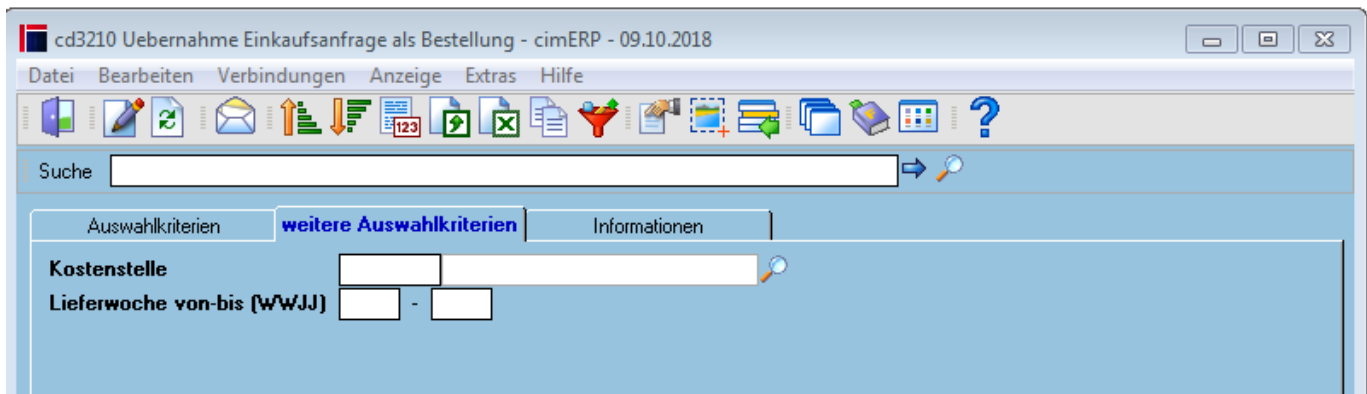 cd3210 Uebernahme Einkaufsanfrage als Bestellung - cimERP - 09.10.2018
Datei Bearbeiten Verbindungen Anzeige Extras Hilfe
123
Suche
Auswahlkriterien weitere Auswahlkriterien Informationen
Kostenstelle
Lieferwoche von-bis (WWJJ) -